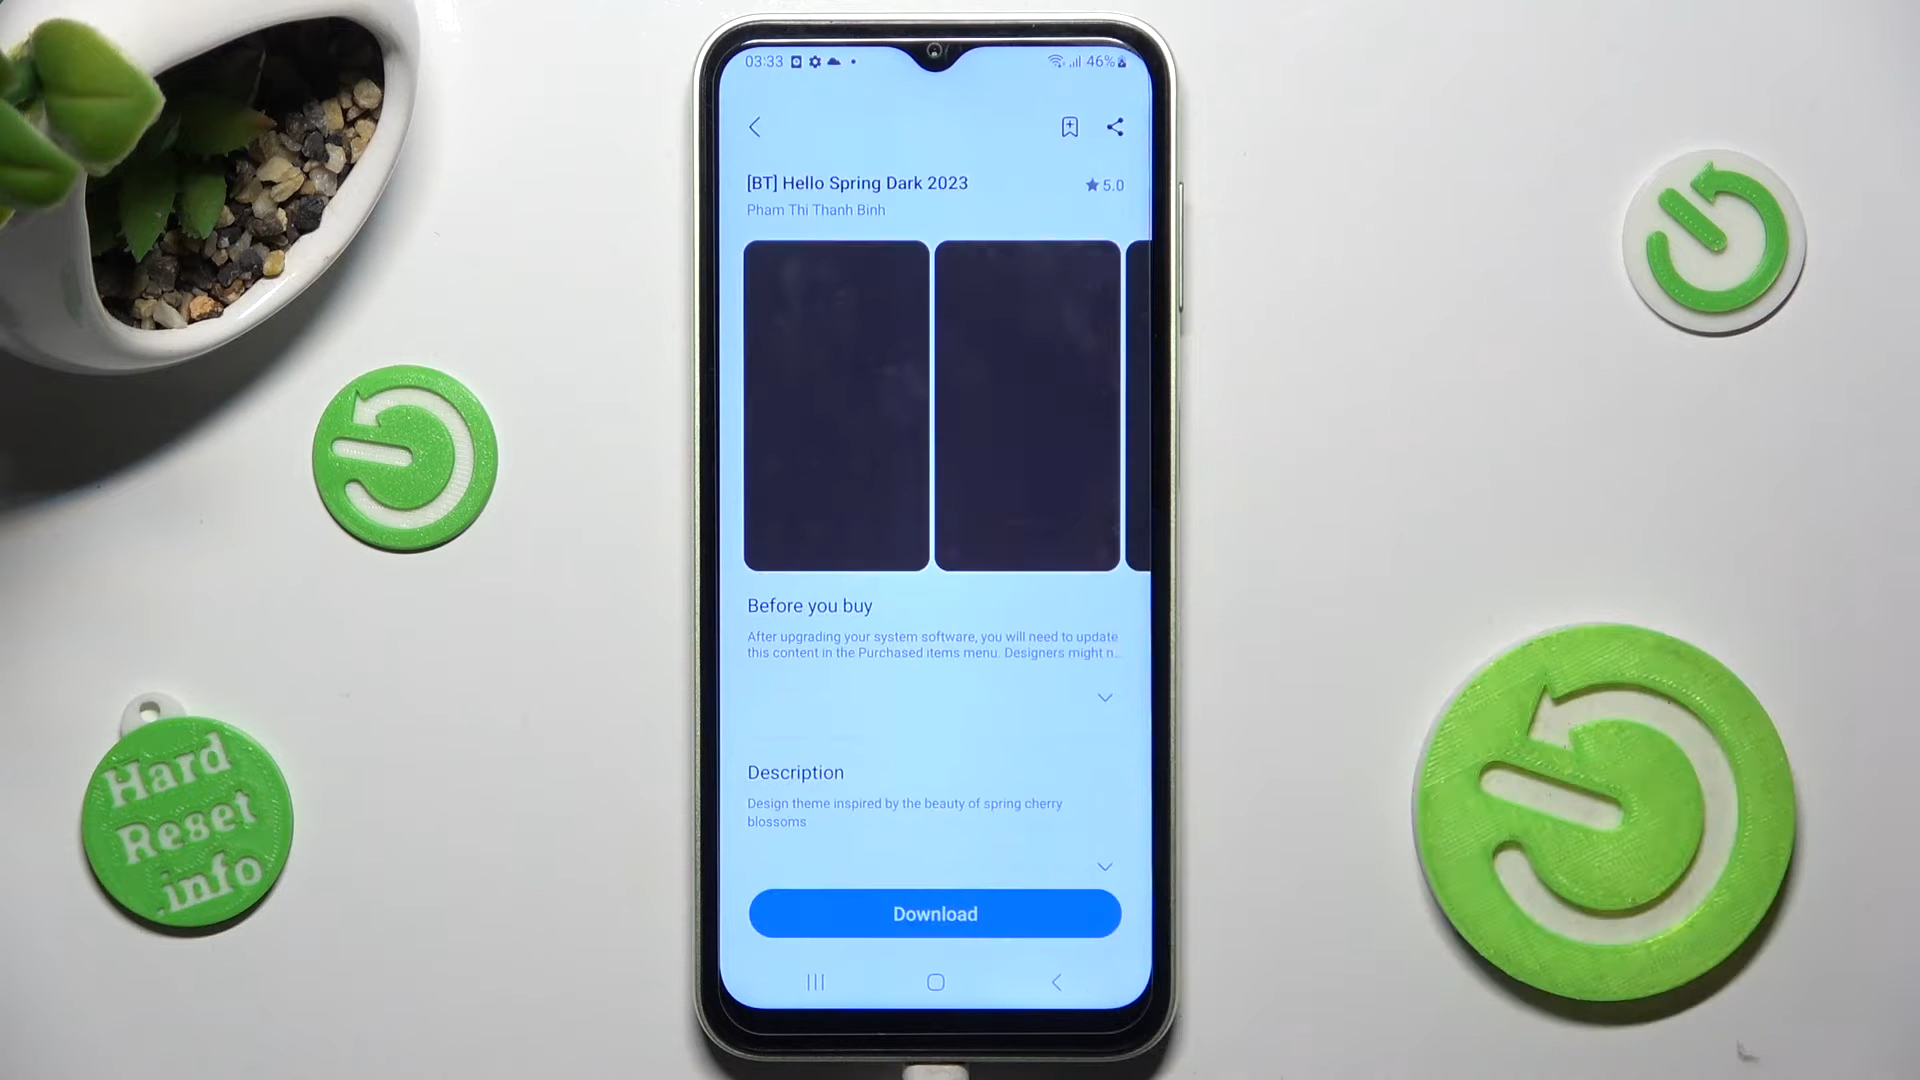 03:33
46%
[BT] Hello Spring Dark 2023
5.0
Pham Thi Thanh Binh
Before you buy
After upgrading your system software, you will need to update
this content in the Purchased items menu. Designers might n...
Description
Design theme inspired by the beauty of spring cherry
blossoms
Download
Hard
Reset
.info